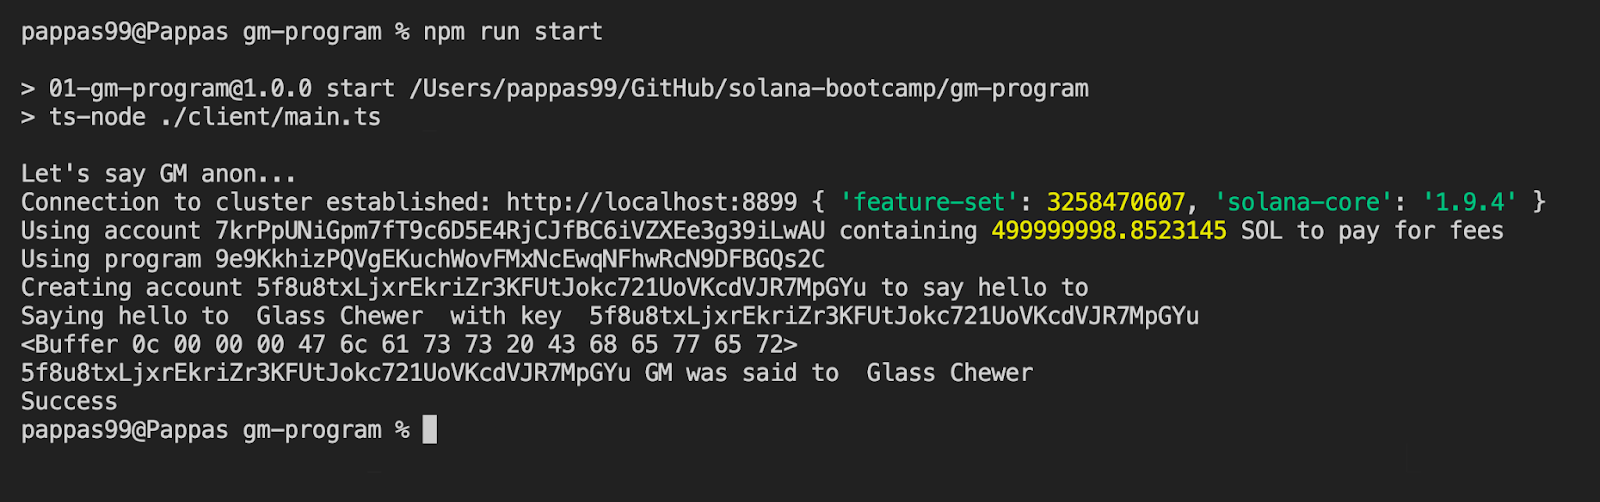 pappas99@Pappas gm-program % npm run start
> 01-gm-program@1.0.0 start /Users/pappas99/GitHub/solana-bootcamp/gm-program
> ts-node ./client/main.ts
Let's say GM anon...
Connection to cluster established: http://localhost:8899 { 'feature-set': 3258470607, 'solana-core': '1.9.4' }
Using account 7krPpUNiGpm7fT9c6D5E4RjCJfBC6iVZXEe3g39iLwAU containing 499999998.8523145 SOL to pay for fees
Using program 9e9KkhizPQVgEKuchWovFMxNcEwqNFhwRcN9DFBGQs2C
Creating account 5f8u8txLjxrEkriZr3KFUtJokc721UoVKcdVJR7MpGYu to say hello to
Saying hello to  Glass Chewer  with key  5f8u8txLjxrEkriZr3KFUtJokc721UoVKcdVJR7MpGYu
<Buffer 0c 00 00 00 47 6c 61 73 73 20 43 68 65 77 65 72>
5f8u8txLjxrEkriZr3KFUtJokc721UoVKcdVJR7MpGYu GM was said to  Glass Chewer
Success
pappas99@Pappas gm-program %